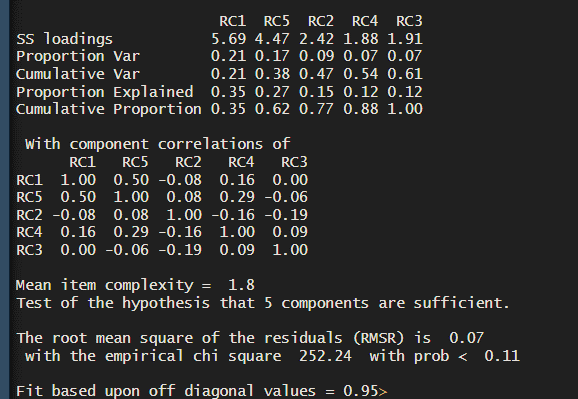 RC1 RC5 RC2 RC4 RC3
SS loadings 5.69 4.47 2.42 1.88 1.91
Proportion Var 0.21 0.17 0.09 0.07 0.07
Cumulative Var 0.21 0.38 0.47 0.54 0.61
Proportion Explained 0.35 0.27 0.15 0.12 0.12
Cumulative Proportion 0.35 0.62 0.77 0.88 1.00
With component correlations of
RC1 RC5 RC2 RC4 RC3
RC1 1.00 0.50 -0.08 0.16 0.00
RC5 0.50 1.00 0.08 0.29 -0.06
RC2 -0.08 0.08 1.00 -0.16 -0.19
RC4 0.16 0.29 -0.16 1.00 0.09
RC3 0.00 -0.06 -0.19 0.09 1.00
Mean item complexity = 1.8
Test of the hypothesis that 5 components are sufficient.
The root mean square of the residuals (RMSR) is 0.07
with the empirical chi square 252.24 with prob < 0.11
Fit based upon off diagonal values = 0.95>